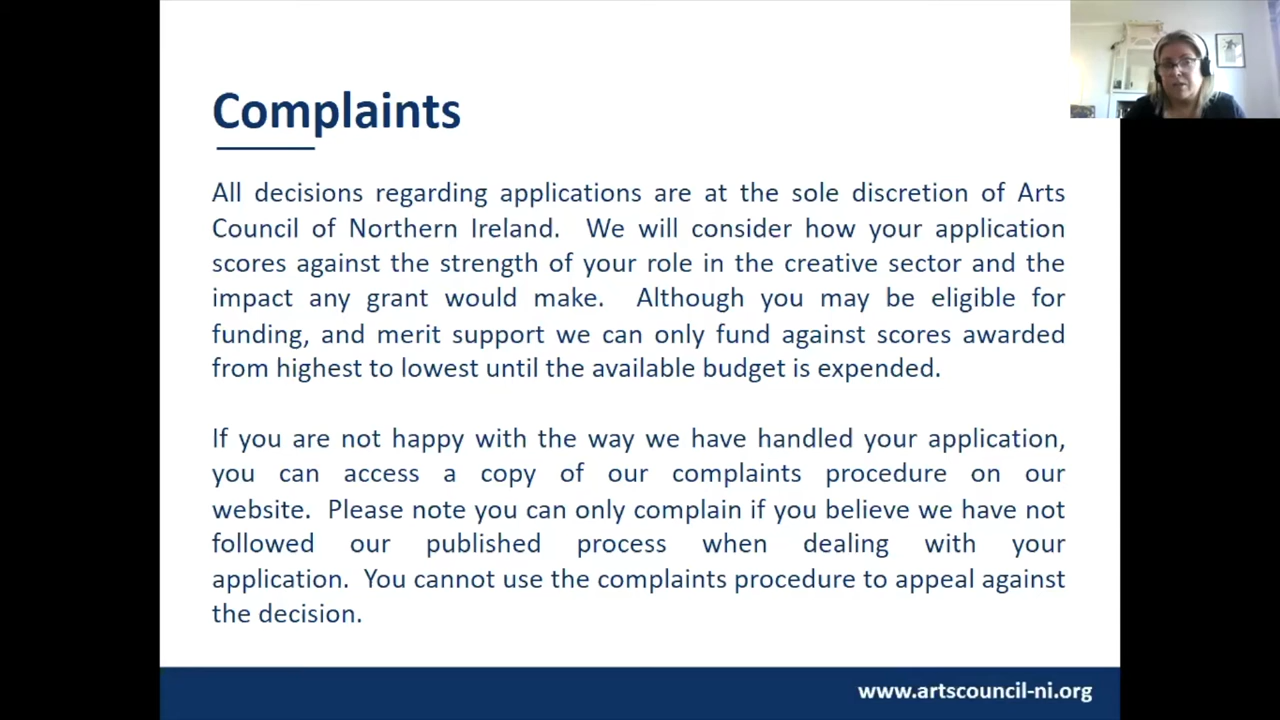 Complaints
All decisions regarding applications are at the sole discretion of Arts
Council of Northern Ireland. We will consider how your application
scores against the strength of your role in the creative sector and the
impact any grant would make. Although you may be eligible for
funding, and merit support we can only fund against scores awarded
from highest to lowest until the available budget is expended.
If you are not happy with the way we have handled your application,
you can access a copy of our complaints procedure on our
website. Please note you can only complain if you believe we have not
followed our published process when dealing with your
application. You cannot use the complaints procedure to appeal against
the decision.
www.artscouncil-ni.org